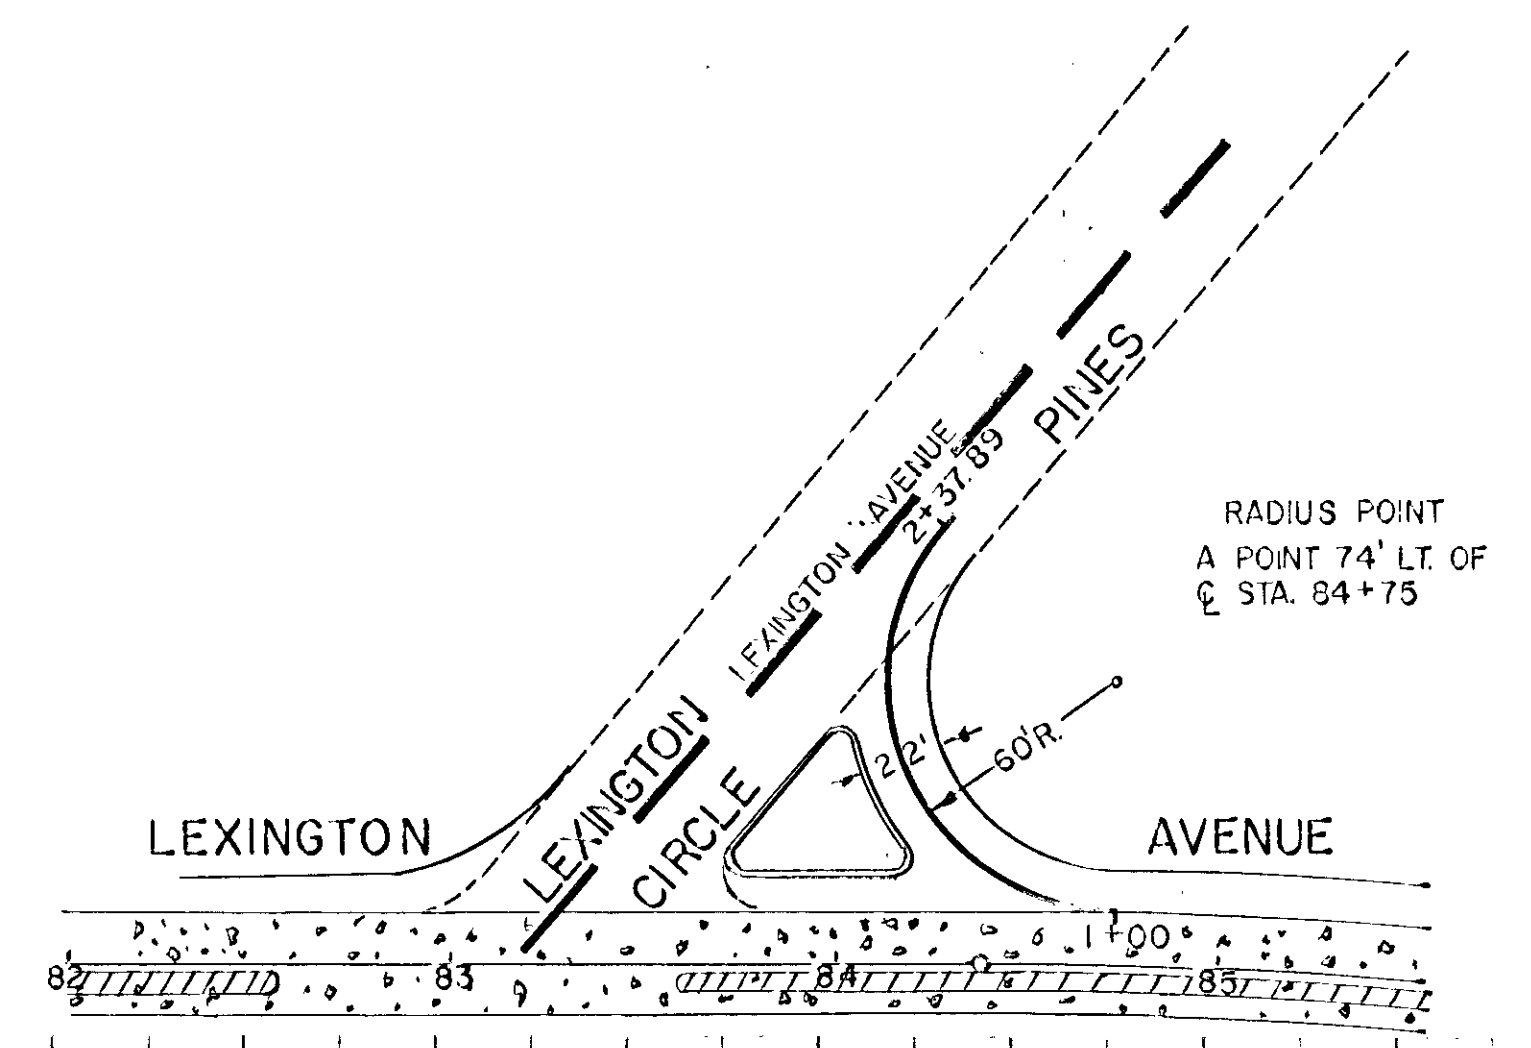 PINES
LEXINGTON AVENUE
2+37.89
RADIUS POINT
A POINT 74' LT. OF
℄ STA. 84+75
LEXINGTON
CIRCLE
22'
60'R.
LEXINGTON
AVENUE
1+00
82
83
84
85